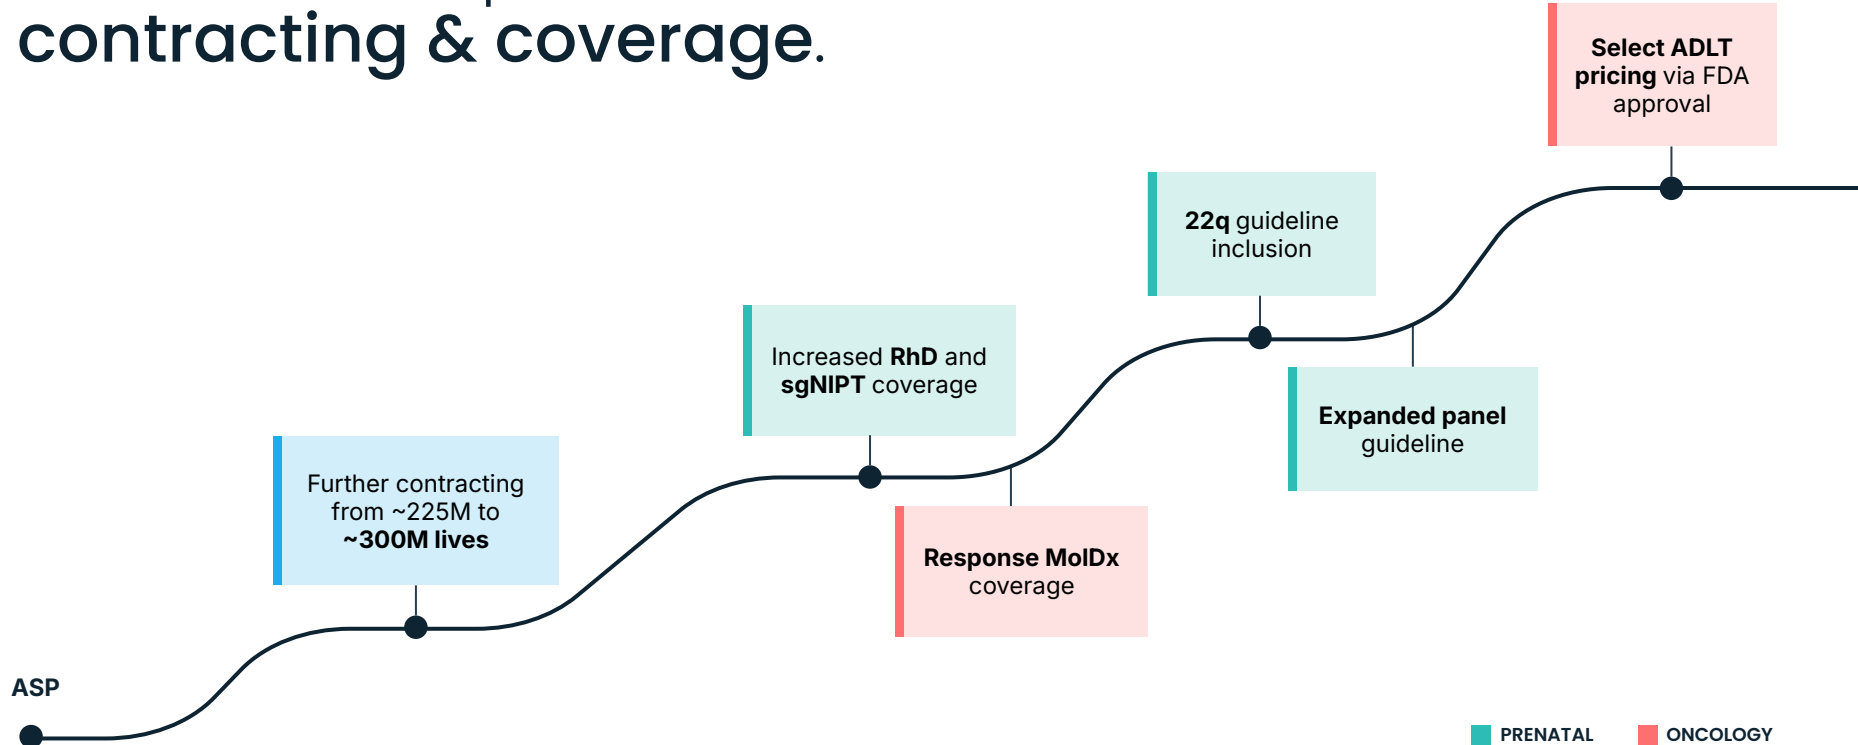 contracting & coverage.
Select ADLT
pricing via FDA
approval
22q guideline
inclusion
Increased RhD and
sgNIPT coverage
Expanded panel
guideline
Further contracting
from ~225M to
~300M lives
Response MolDx
coverage
ASP
PRENATAL
ONCOLOGY